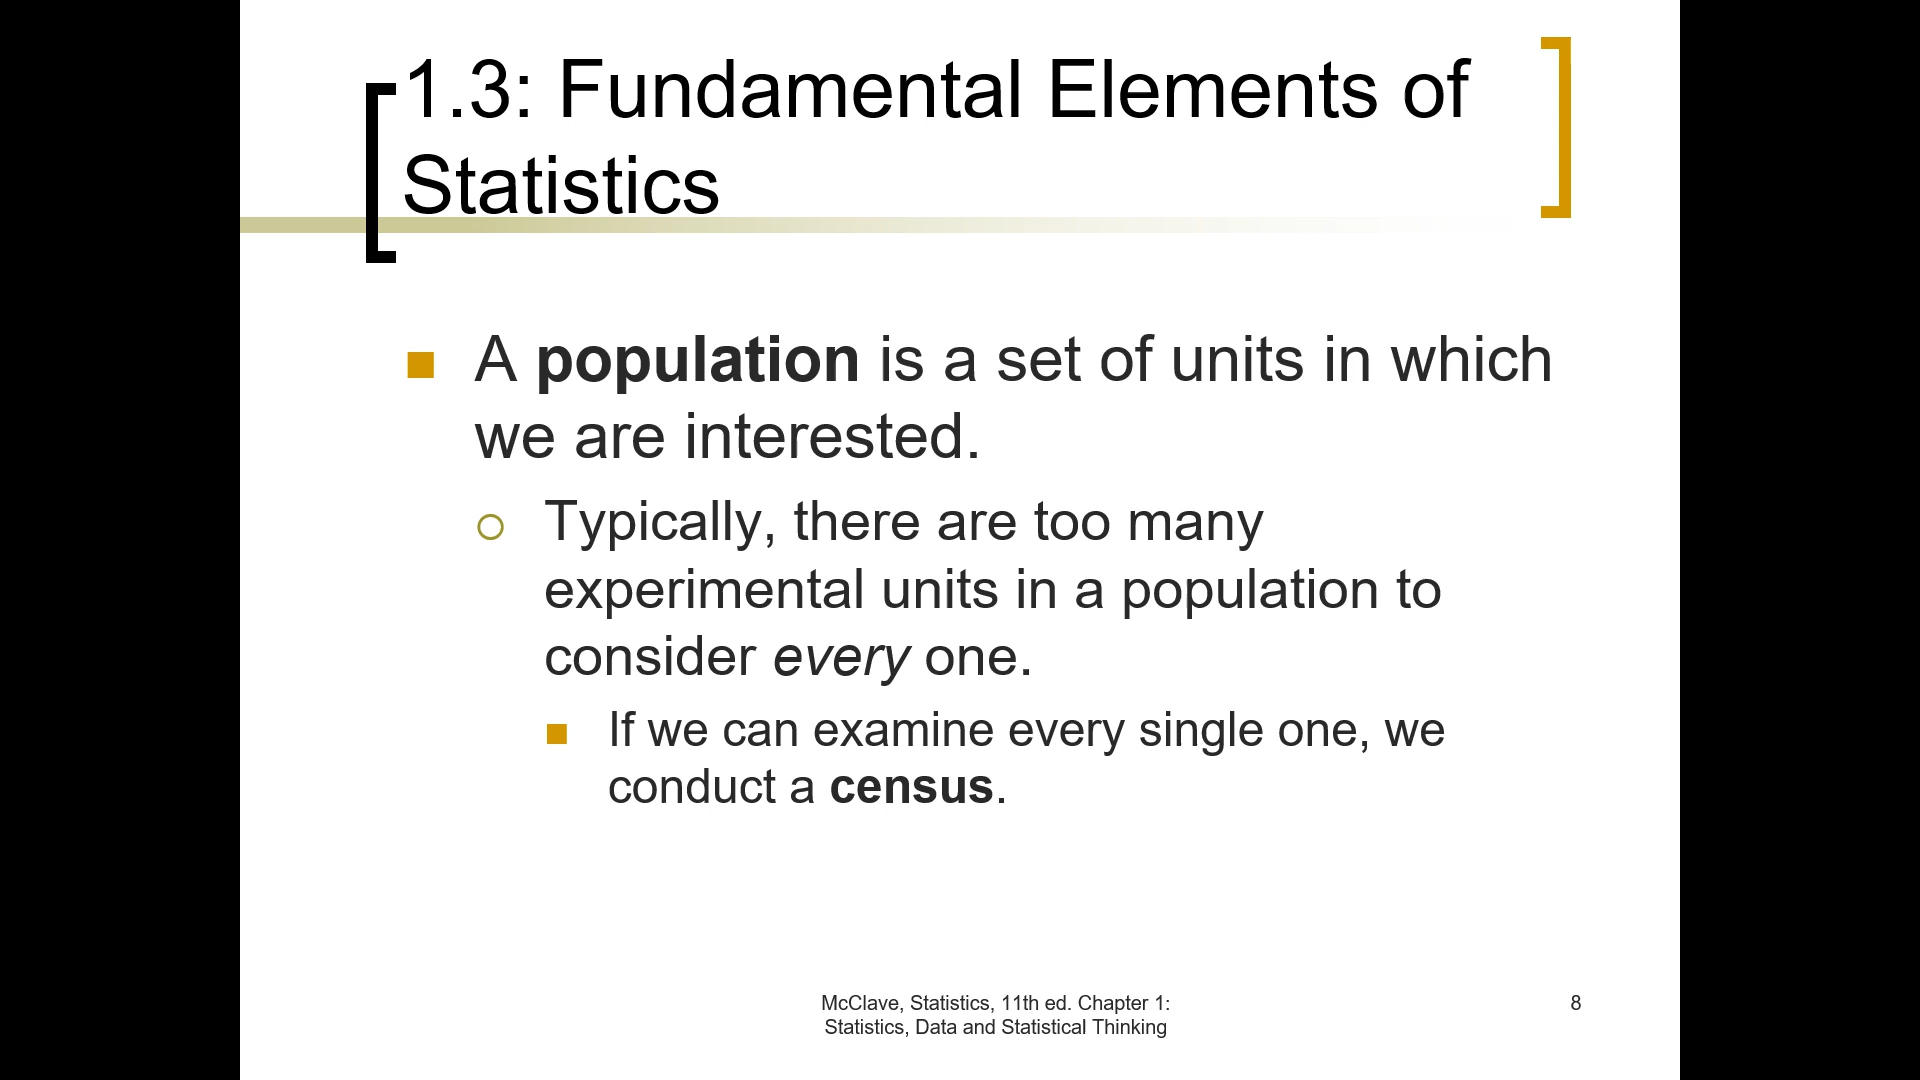 1.3: Fundamental Elements of
Statistics
A population is a set of units in which
we are interested.
Typically, there are too many
experimental units in a population to
consider every one.
If we can examine every single one, we
conduct a census.
McClave, Statistics, 11th ed. Chapter 1:
Statistics, Data and Statistical Thinking
8